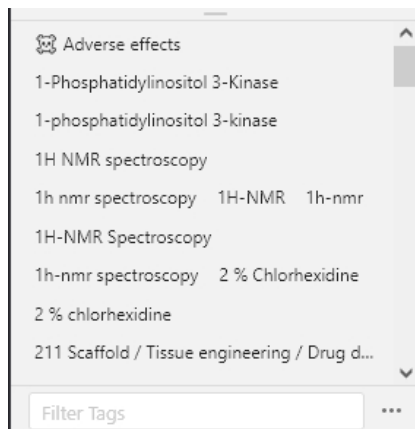 ☠ Adverse effects
1-Phosphatidylinositol 3-Kinase
1-phosphatidylinositol 3-kinase
1H NMR spectroscopy
1h nmr spectroscopy 1H-NMR 1h-nmr
1H-NMR Spectroscopy
1h-nmr spectroscopy 2 % Chlorhexidine
2 % chlorhexidine
211 Scaffold / Tissue engineering / Drug d...
Filter Tags